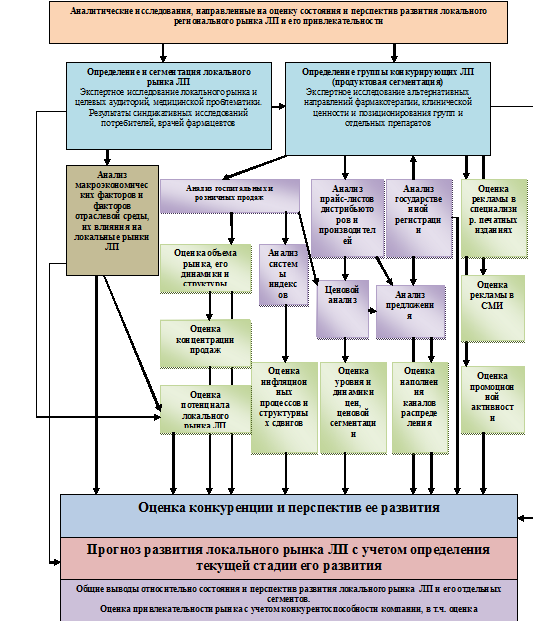 Аналитические исследования, направленные на оценку состояния и перспектив развития локального
регионального рынка ЛП и его привлекательности
Определение и сегментация локального
рынка ЛП
Экспертное исследование локального рынка и
целевых аудиторий, медицинской проблематики.
Результаты синдикативных исследований
потребителей, врачей фармацевтов
Определение группы конкурирующих ЛП
(продуктовая сегментация)
Экспертное исследование альтернативных
направлений фармакотерапии, клинической
ценности и позиционирования групп и
отдельных препаратов
Анализ
макроэкономичес
ких факторов и
факторов
отраслевой среды,
их влияния на
локальные рынки
ЛП
Анализ госпитальных и
розничных продаж
Анализ
прайс-листов
дистрибьюто
ров и
производител
ей
Анализ
государстве
нной
регистраци
и
Оценка
рекламы в
специализи
р. печатных
изданиях
Оценка объема
рынка, его
динамики и
структуры
Анализ
систем
ы
индекс
ов
Ценовой
анализ
Анализ
предложени
я
Оценка
рекламы в
СМИ
Оценка
концентрации
продаж
Оценка
потенциала
локального
рынка ЛП
Оценка
инфляцион
ных
процессов и
структурны
х сдвигов
Оценка
уровня и
динамики
цен,
ценовой
сегментаци
и
Оценка
наполнен
ия
каналов
распреде
ления
Оценка
промоцион
ной
активност
и
Оценка конкуренции и перспектив ее развития
Прогноз развития локального рынка ЛП с учетом определения
текущей стадии его развития
Общие выводы относительно состояния и перспектив развития локального рынка ЛП и его отдельных
сегментов.
Оценка привлекательности рынка с учетом конкурентоспособности компании, в т.ч. оценка